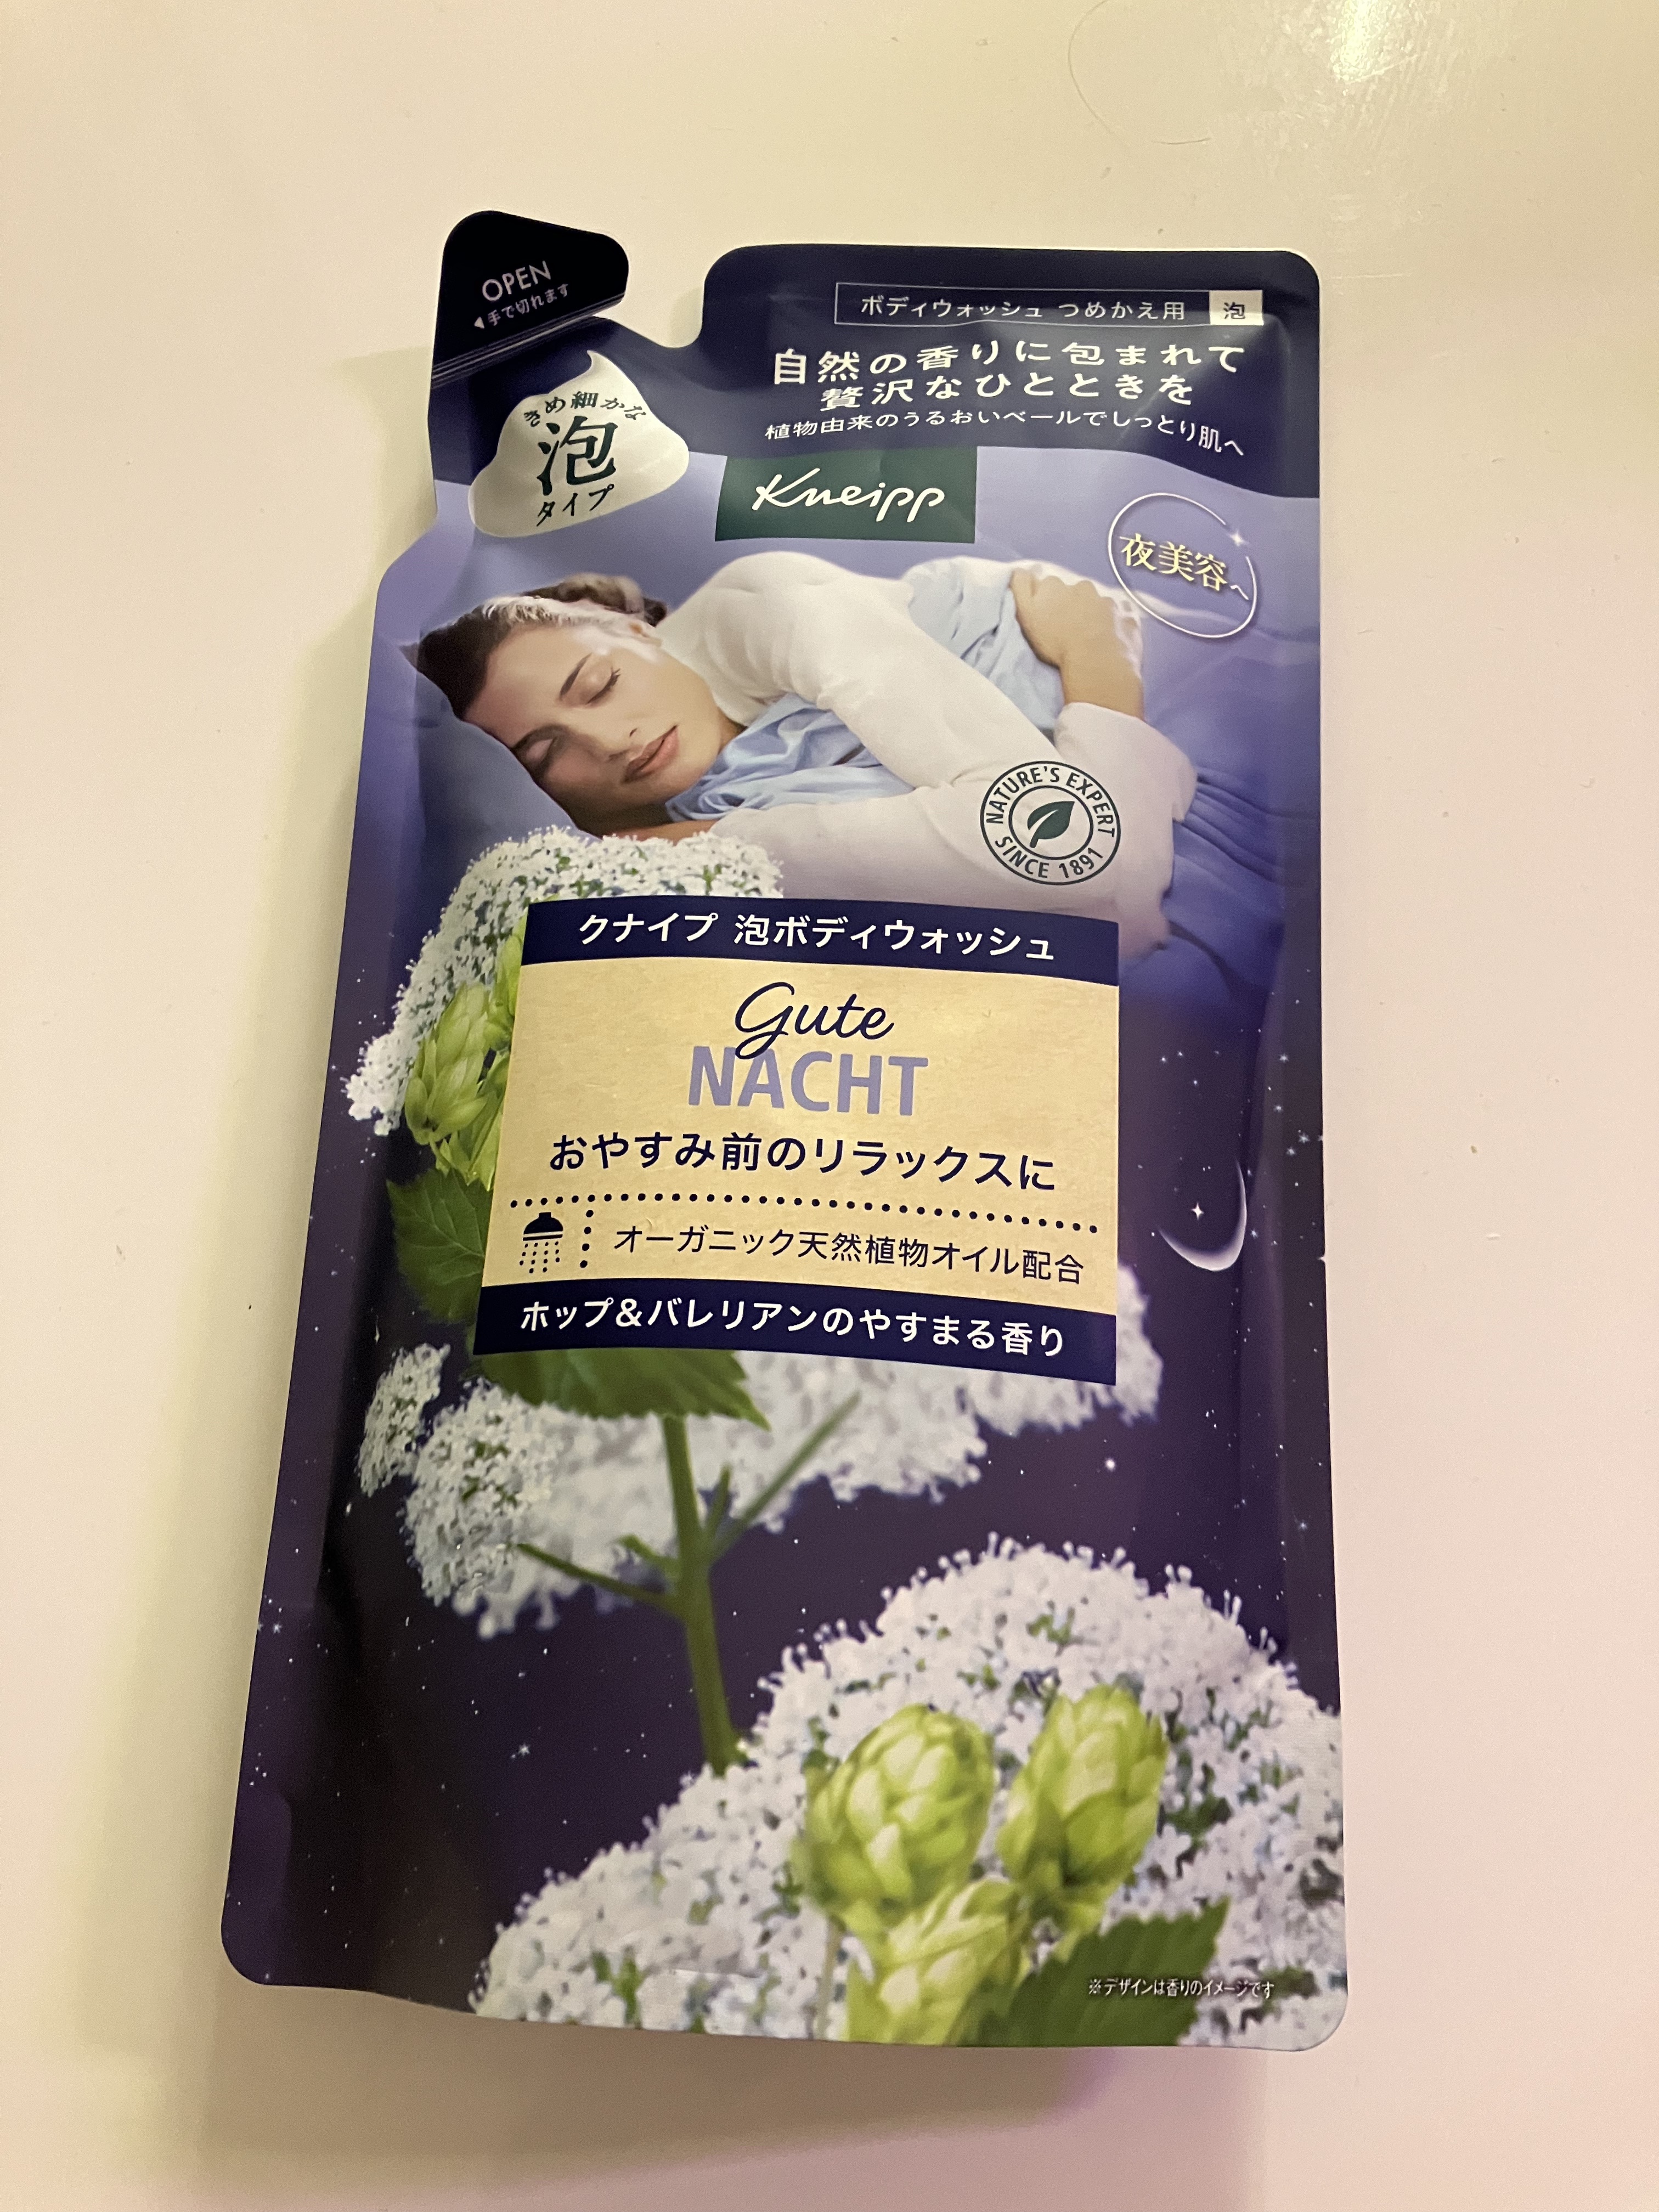 OPEN
◀手で切れます
ボディウォッシュ つめかえ用 泡
自然の香りに包まれて
贅沢なひとときを
植物由来のうるおいベールでしっとり肌へ
きめ細かな
泡
タイプ
Kneipp
夜美容へ
NATURE'S EXPERT
SINCE 1891
クナイプ 泡ボディウォッシュ
Gute
NACHT
おやすみ前のリラックスに
オーガニック天然植物オイル配合
ホップ&バレリアンのやすまる香り
※デザインは香りのイメージです